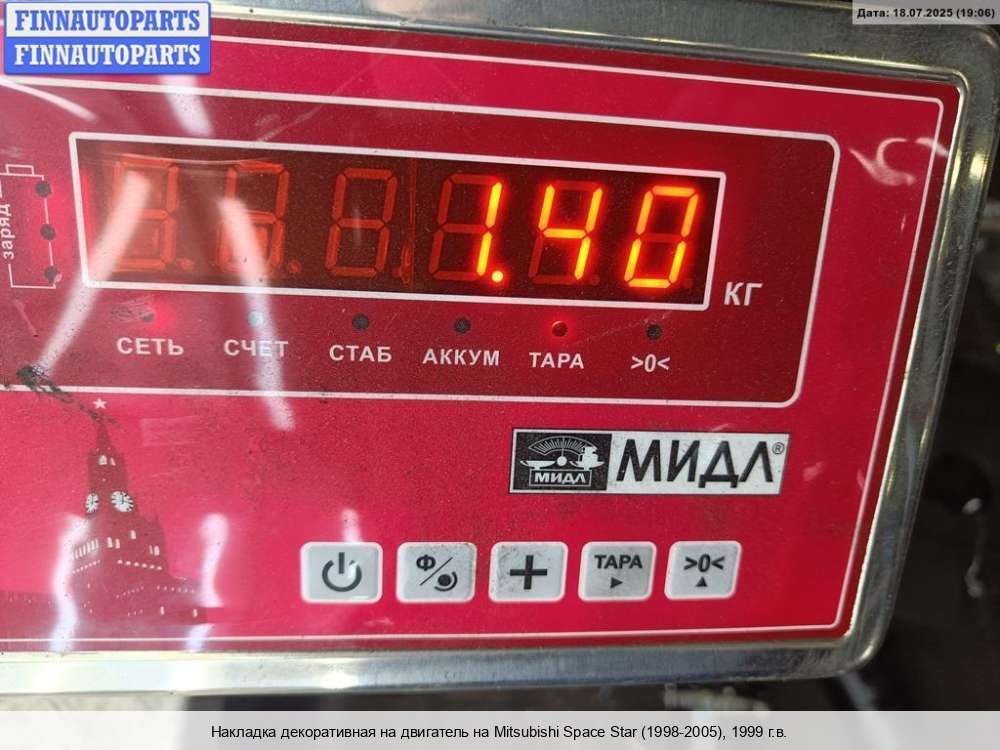 FINNAUTOPARTS
FINNAUTOPARTS
Дата: 18.07.2025 (19:06)
заряд
1.40
КГ
СЕТЬ СЧЕТ СТАБ АККУМ ТАРА >0<
МИДЛ МИДЛ®
Ф ТАРА >0<
Накладка декоративная на двигатель на Mitsubishi Space Star (1998-2005), 1999 г.в.